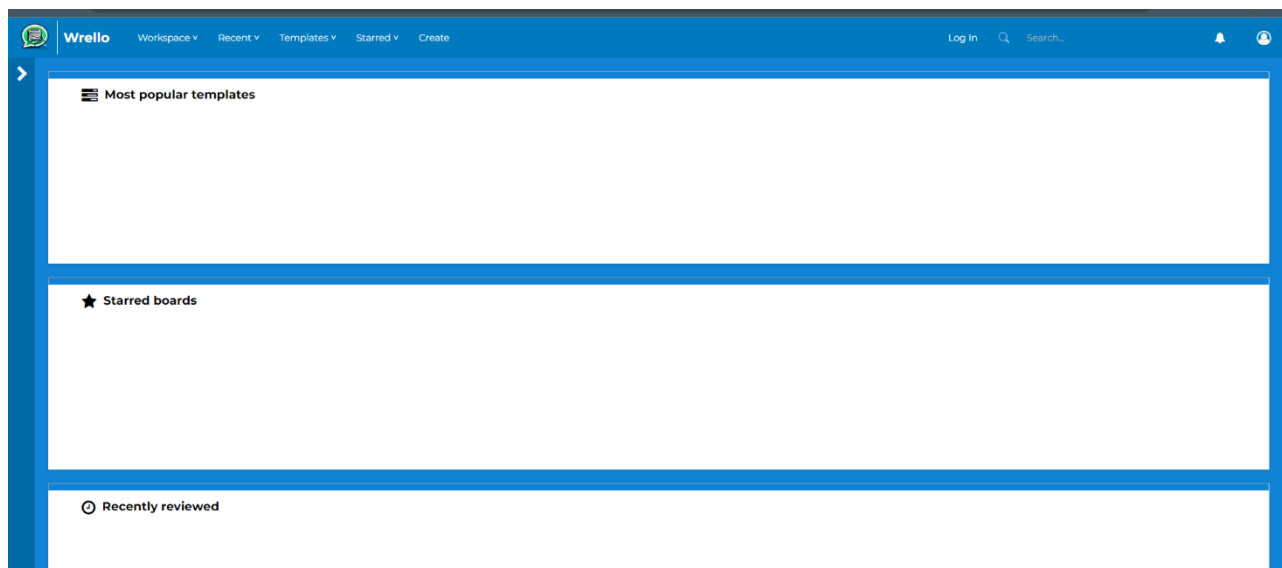 Wrello Workspace v Recent v Templates v Starred v Create Log In Search...
Most popular templates
Starred boards
Recently reviewed